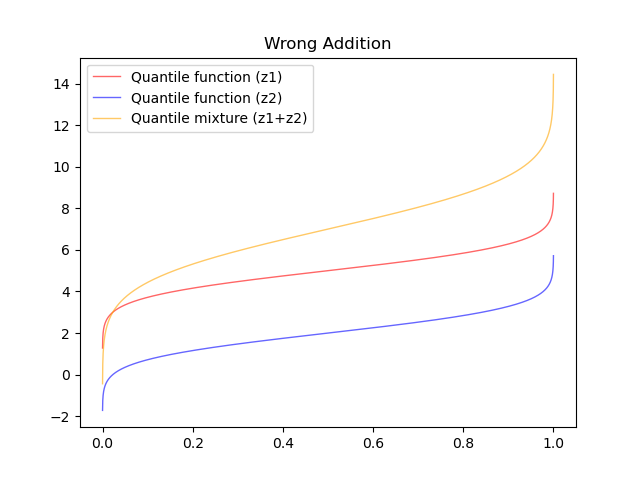 Wrong Addition
Quantile function (z1)
Quantile function (z2)
Quantile mixture (z1+z2)
14
12
10
8
6
4
2
0
−2
0.0 0.2 0.4 0.6 0.8 1.0